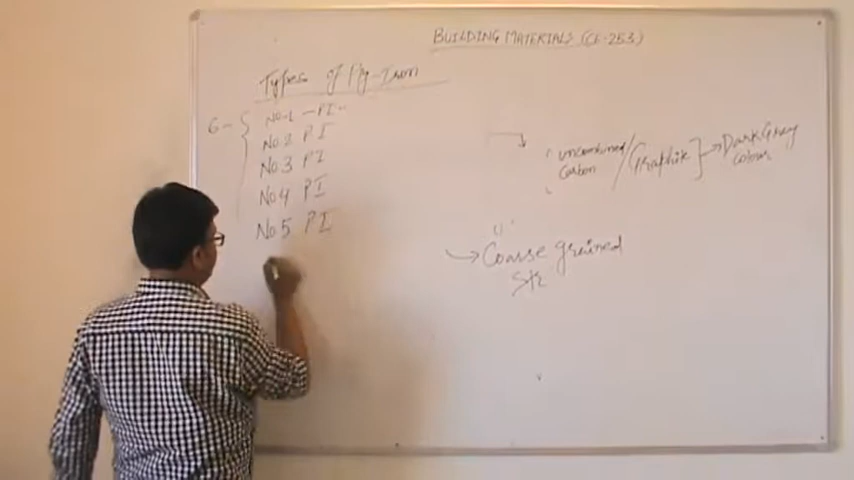 BUILDING MATERIALS (CE-253)
Types of Pig-Iron
6 - { No.1 - PI -
No.2 PI
No 3 PI
No 4 PI
No 5 PI
uncombined / Graphite ] → Dark Grey
Carbon colour
→ Coarse grained
Str